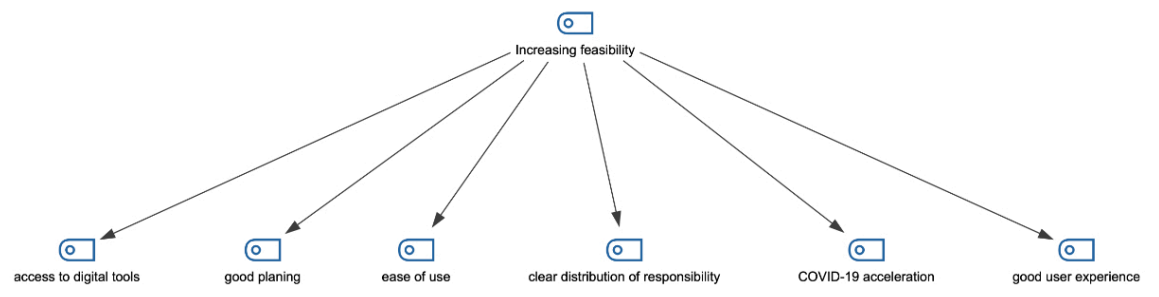 Increasing feasibility
access to digital tools
good planing
ease of use
clear distribution of responsibility
COVID-19 acceleration
good user experience